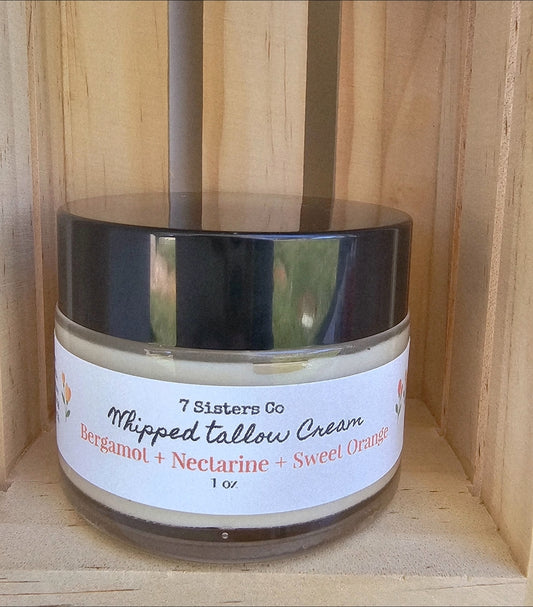 7 Sisters Co
Whipped tallow Cream
Bergamot + Nectarine + Sweet Orange
1 oz